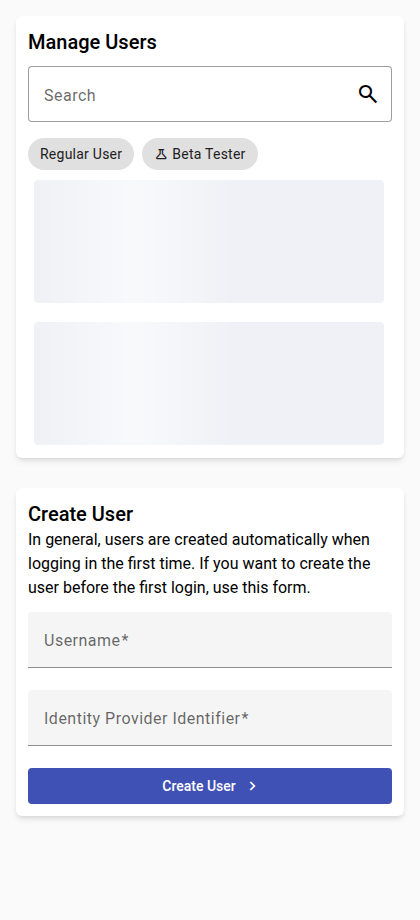 Manage Users
Search
Regular User
Beta Tester
Create User
In general, users are created automatically when
logging in the first time. If you want to create the
user before the first login, use this form.
Username*
Identity Provider Identifier*
Create User